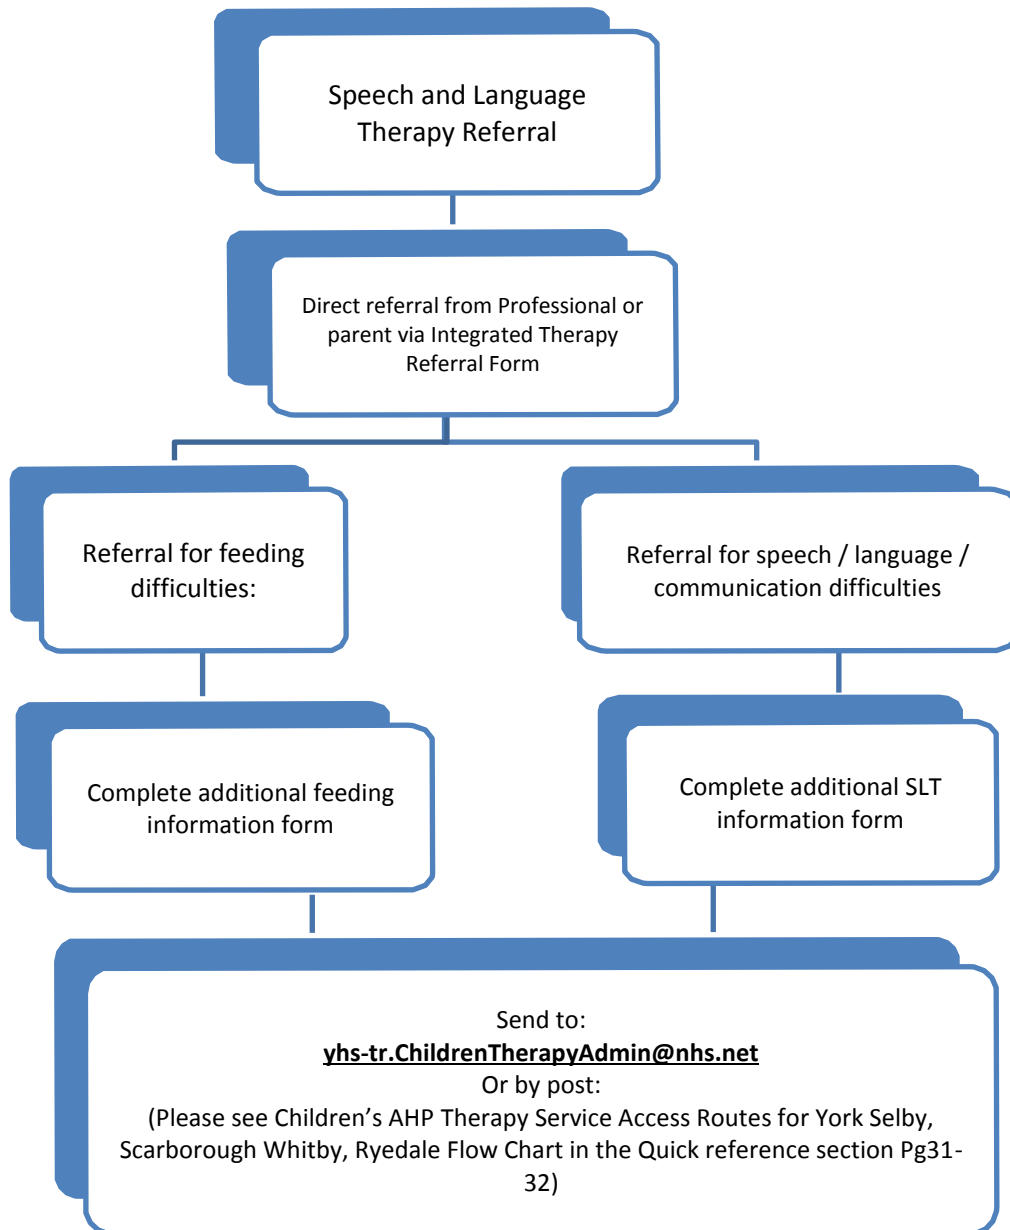 Speech and Language
Therapy Referral
Direct referral from Professional or
parent via Integrated Therapy
Referral Form
Referral for feeding
difficulties:
Referral for speech / language /
communication difficulties
Complete additional feeding
information form
Complete additional SLT
information form
Send to:
yhs-tr.ChildrenTherapyAdmin@nhs.net
Or by post:
(Please see Children’s AHP Therapy Service Access Routes for York Selby,
Scarborough Whitby, Ryedale Flow Chart in the Quick reference section Pg31-
32)